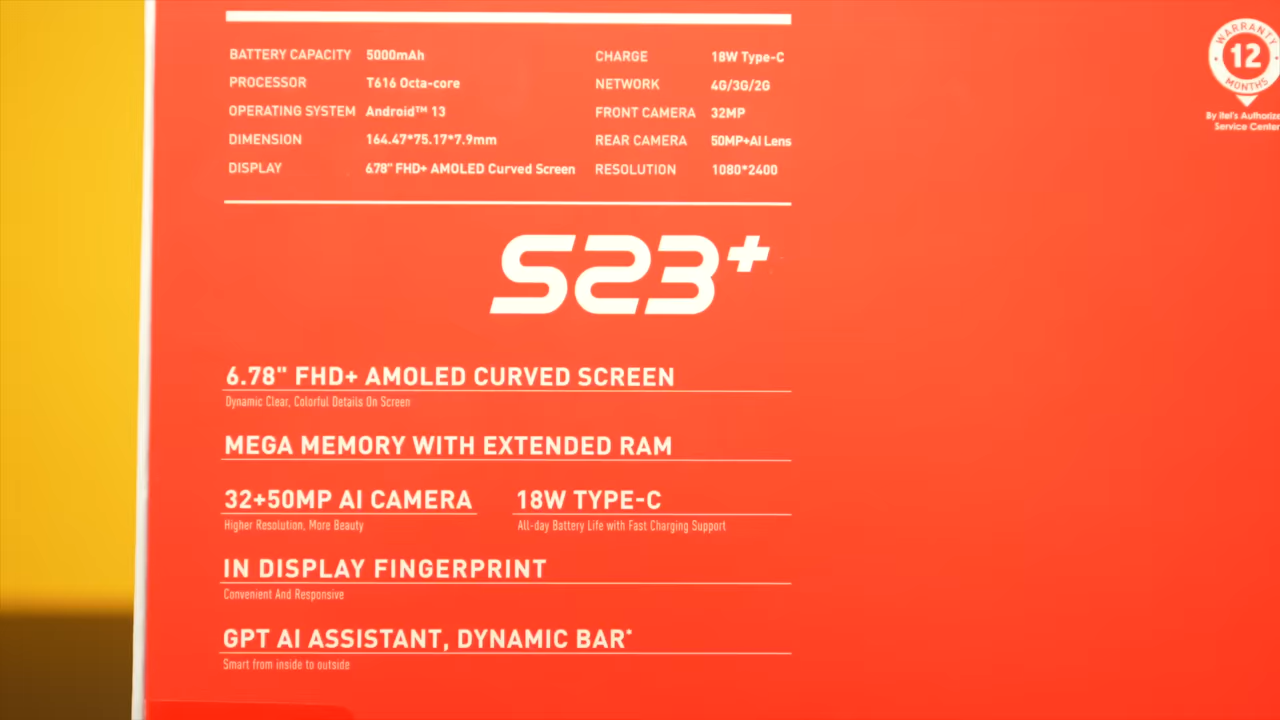 BATTERY CAPACITY 5000mAh CHARGE 18W Type-C
PROCESSOR T616 Octa-core NETWORK 4G/3G/2G
OPERATING SYSTEM Android™ 13 FRONT CAMERA 32MP
DIMENSION 164.47*75.17*7.9mm REAR CAMERA 50MP+AI Lens
DISPLAY 6.78" FHD+ AMOLED Curved Screen RESOLUTION 1080*2400
WARRANTY
12
MONTHS
By itel's Authorize
Service Center
S23+
6.78" FHD+ AMOLED CURVED SCREEN
Dynamic Clear, Colorful Details On Screen
MEGA MEMORY WITH EXTENDED RAM
32+50MP AI CAMERA 18W TYPE-C
Higher Resolution, More Beauty All-day Battery Life with Fast Charging Support
IN DISPLAY FINGERPRINT
Convenient And Responsive
GPT AI ASSISTANT, DYNAMIC BAR*
Smart from inside to outside